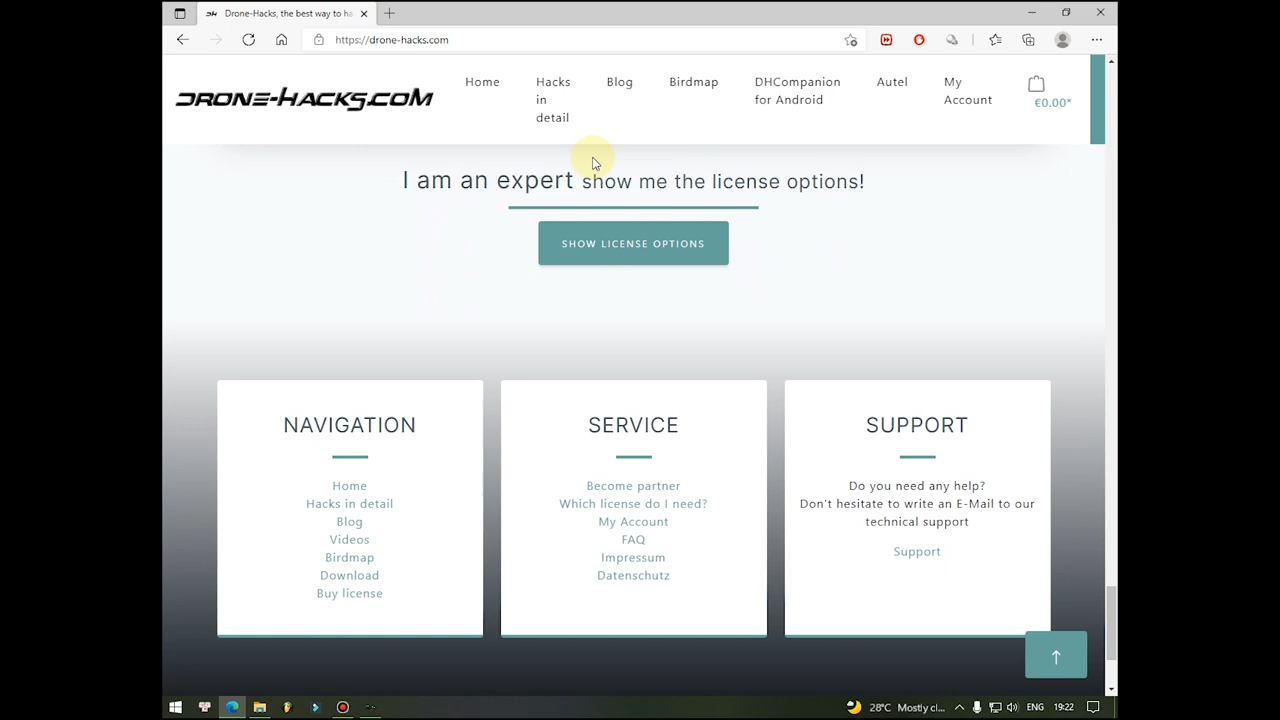 Drone-Hacks, the best way to ha
https://drone-hacks.com
DRONE-HACKS.COM
Home
Hacks
in
detail
Blog
Birdmap
DHCompanion
for Android
Autel
My
Account
€0.00*
I am an expert show me the license options!
SHOW LICENSE OPTIONS
NAVIGATION
Home
Hacks in detail
Blog
Videos
Birdmap
Download
Buy license
SERVICE
Become partner
Which license do I need?
My Account
FAQ
Impressum
Datenschutz
SUPPORT
Do you need any help?
Don't hesitate to write an E-Mail to our
technical support
Support
28°C Mostly cl...
ENG
19:22